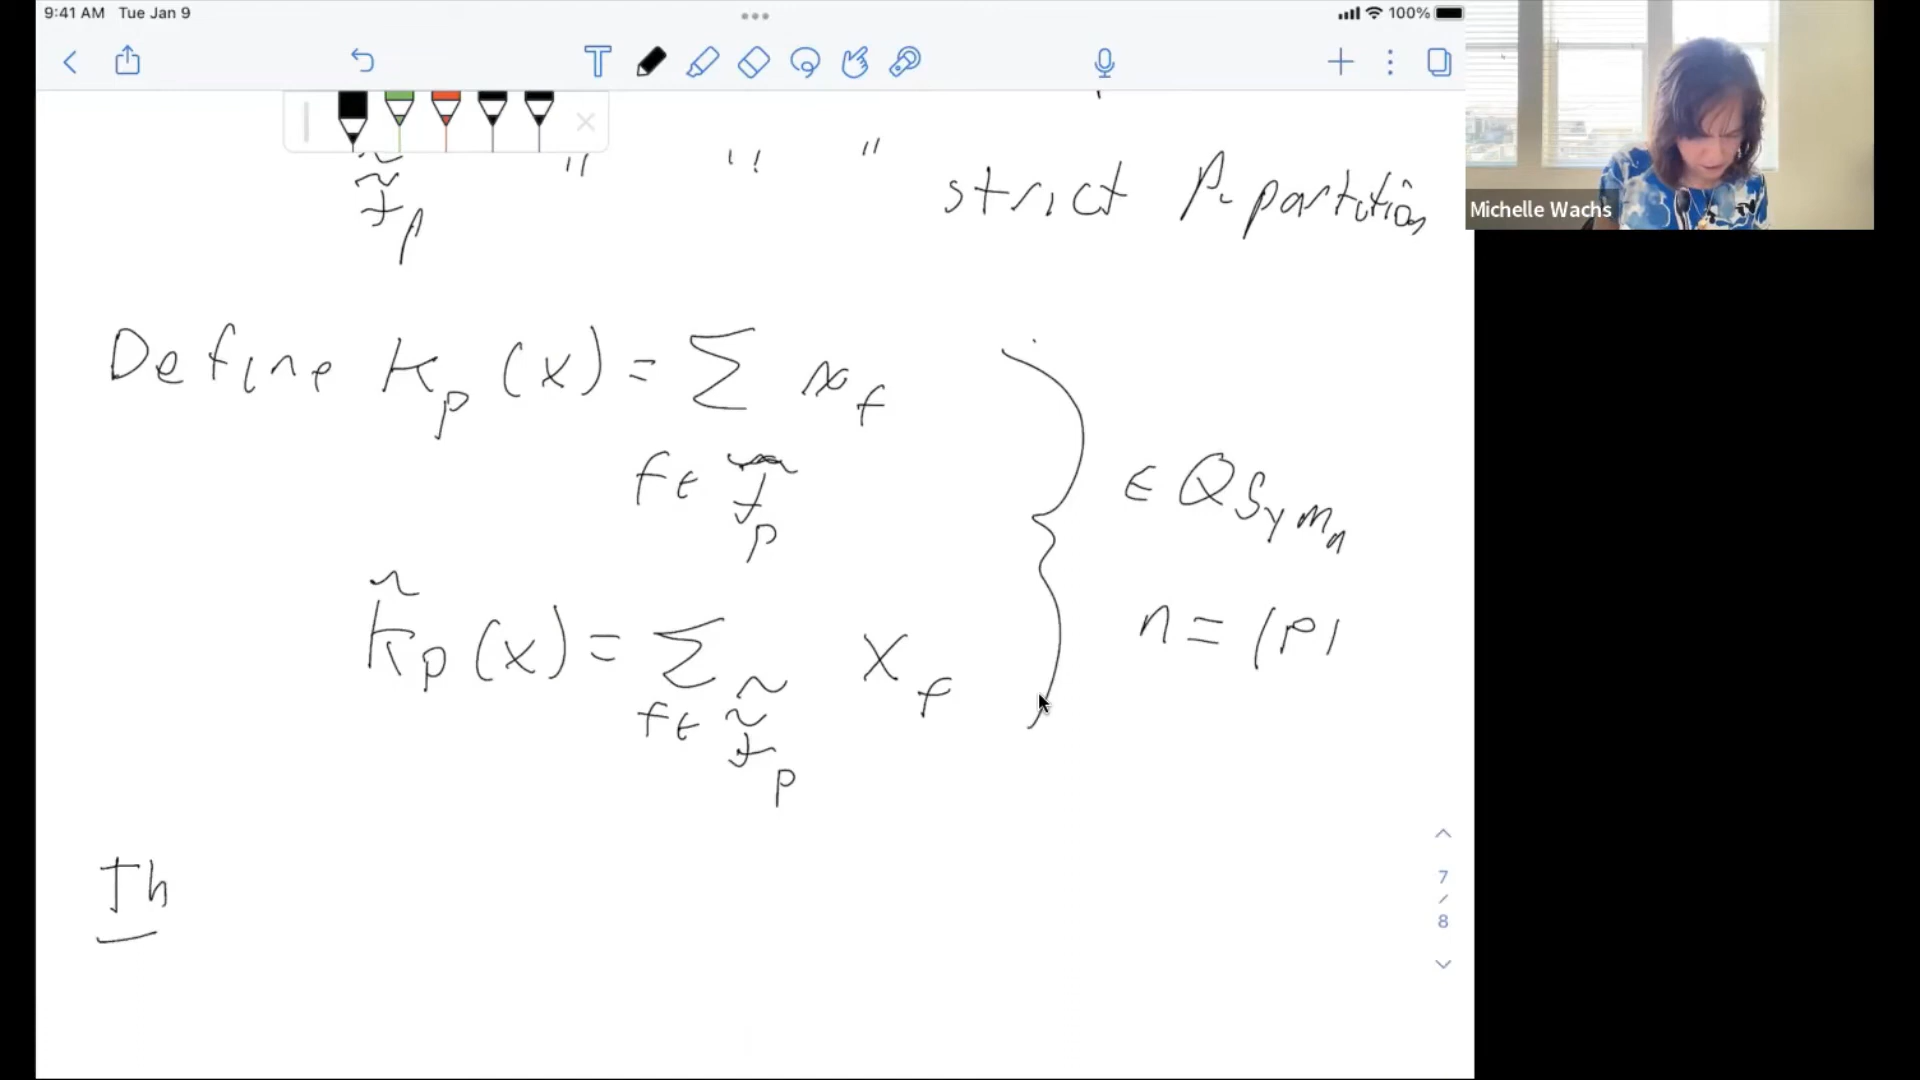 9:41 AM Tue Jan 9
100%
T
" " " strict P-partitions
F̃_P
Define K_P (x) = Σ x_f
f ∈ F_P
∈ QSym_n
K̃_P (x) = Σ x_f
f ∈ F̃_P
n = |P|
Th
7
/
8
Michelle Wachs